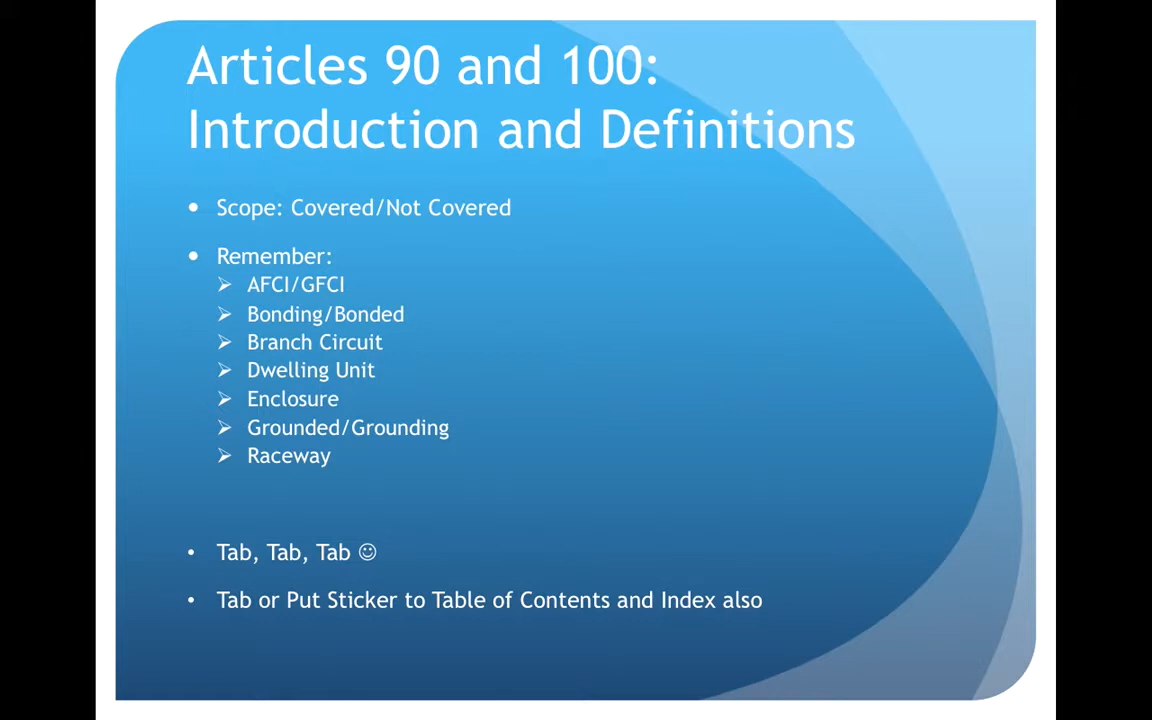 Articles 90 and 100:
Introduction and Definitions
• Scope: Covered/Not Covered
• Remember:
➢ AFCI/GFCI
➢ Bonding/Bonded
➢ Branch Circuit
➢ Dwelling Unit
➢ Enclosure
➢ Grounded/Grounding
➢ Raceway
• Tab, Tab, Tab ☺
• Tab or Put Sticker to Table of Contents and Index also